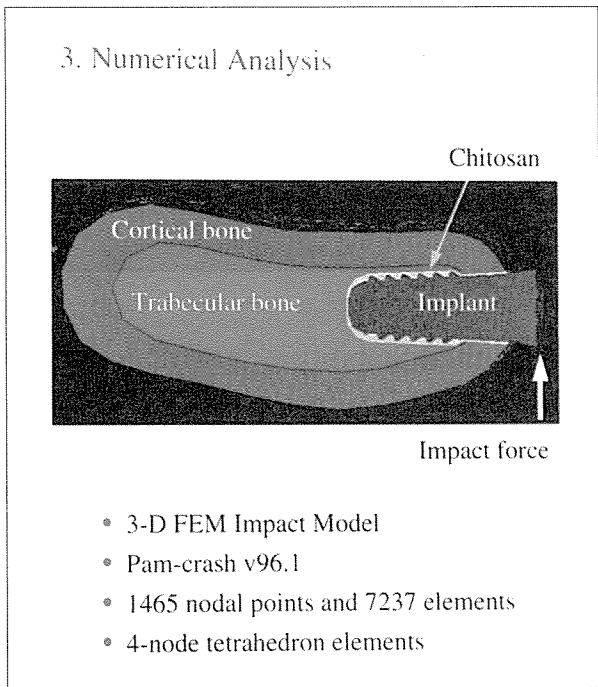 3. Numerical Analysis
Chitosan
Cortical bone
Trabecular bone
Implant
Impact force
• 3-D FEM Impact Model
• Pam-crash v96.1
• 1465 nodal points and 7237 elements
• 4-node tetrahedron elements